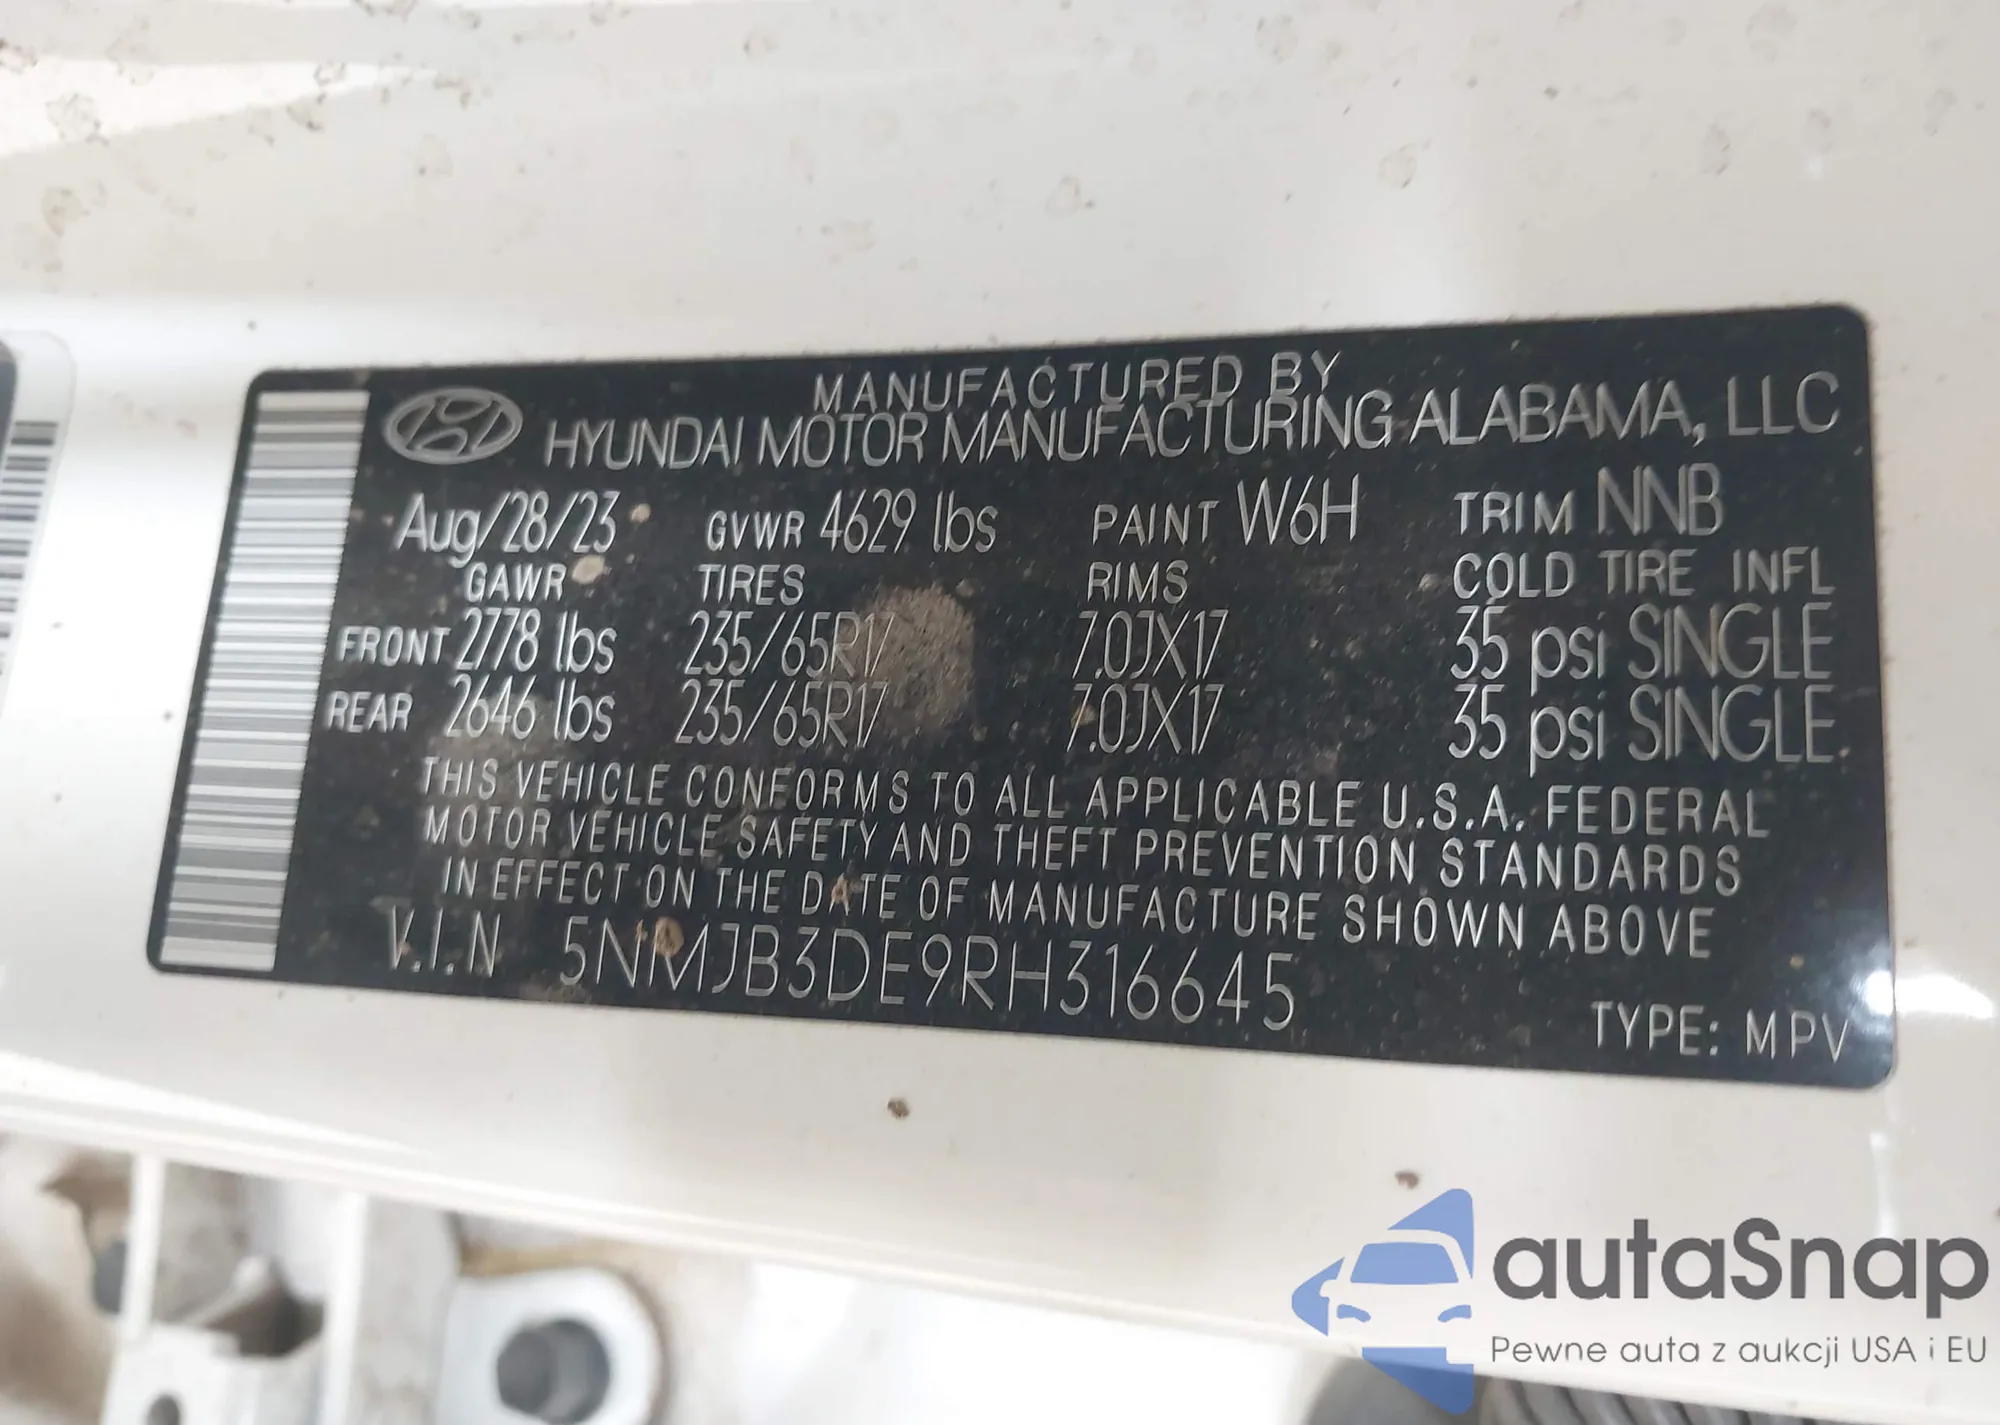 MANUFACTURED BY
HYUNDAI MOTOR MANUFACTURING ALABAMA, LLC
Aug/28/23 GVWR 4629 lbs PAINT W6H TRIM NNB
GAWR TIRES RIMS COLD TIRE INFL
FRONT 2778 lbs 235/65R17 7.0JX17 35 psi SINGLE
REAR 2646 lbs 235/65R17 7.0JX17 35 psi SINGLE
THIS VEHICLE CONFORMS TO ALL APPLICABLE U.S.A. FEDERAL
MOTOR VEHICLE SAFETY AND THEFT PREVENTION STANDARDS
IN EFFECT ON THE DATE OF MANUFACTURE SHOWN ABOVE
V.I.N 5NMJB3DE9RH316645
TYPE: MPV
autaSnap
Pewne auta z aukcji USA i EU